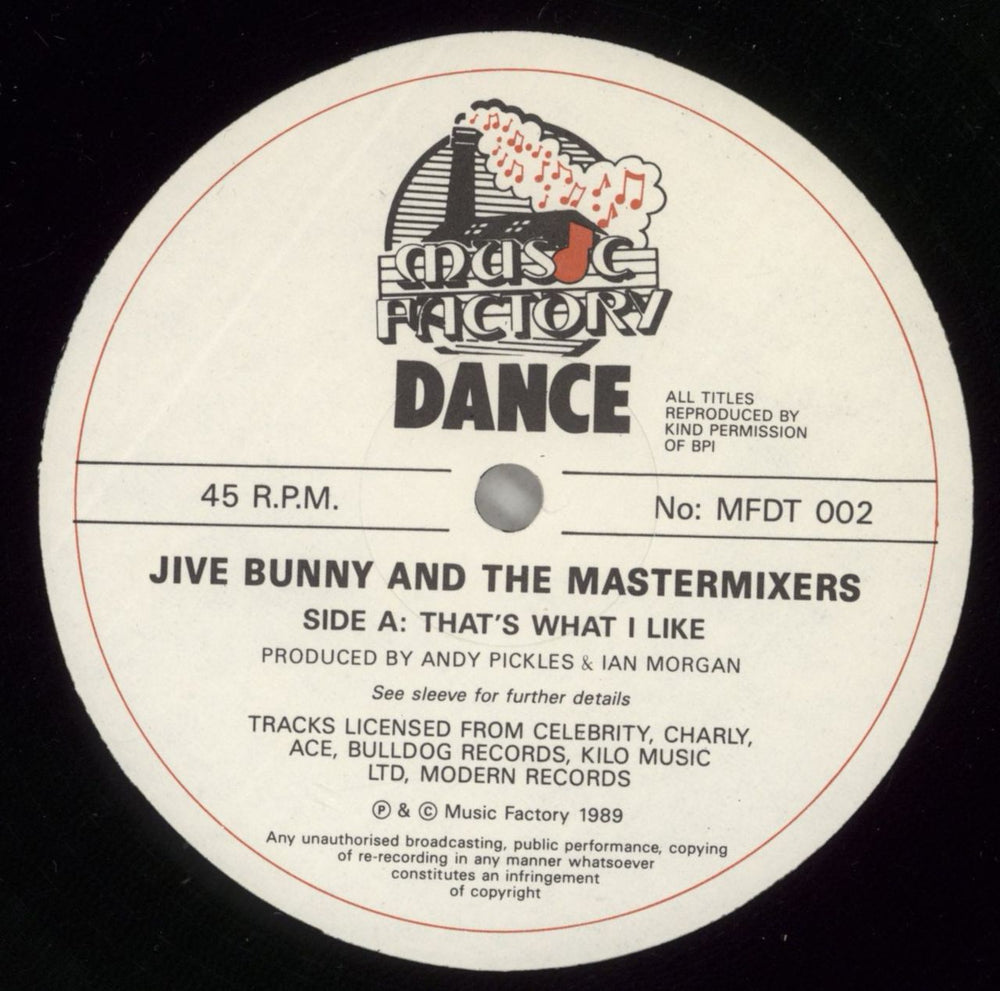 MUSIC
FACTORY
DANCE
ALL TITLES
REPRODUCED BY
KIND PERMISSION
OF BPI
45 R.P.M.
No: MFDT 002
JIVE BUNNY AND THE MASTERMIXERS
SIDE A: THAT'S WHAT I LIKE
PRODUCED BY ANDY PICKLES & IAN MORGAN
See sleeve for further details
TRACKS LICENSED FROM CELEBRITY, CHARLY,
ACE, BULLDOG RECORDS, KILO MUSIC
LTD, MODERN RECORDS
℗ & © Music Factory 1989
Any unauthorised broadcasting, public performance, copying
of re-recording in any manner whatsoever
constitutes an infringement
of copyright